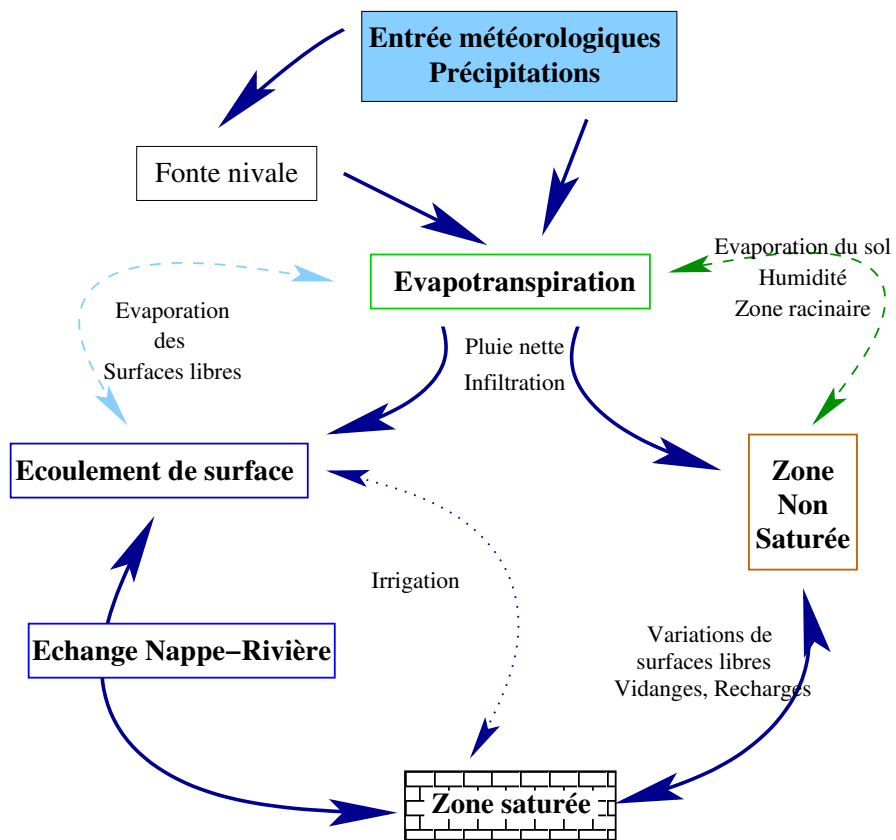 Entrée météorologiques
Précipitations
Fonte nivale
Evaporation du sol
Humidité
Zone racinaire
Evapotranspiration
Evaporation
des
Surfaces libres
Pluie nette
Infiltration
Ecoulement de surface
Zone
Non
Saturée
Irrigation
Echange Nappe−Rivière
Variations de
surfaces libres
Vidanges, Recharges
Zone saturée